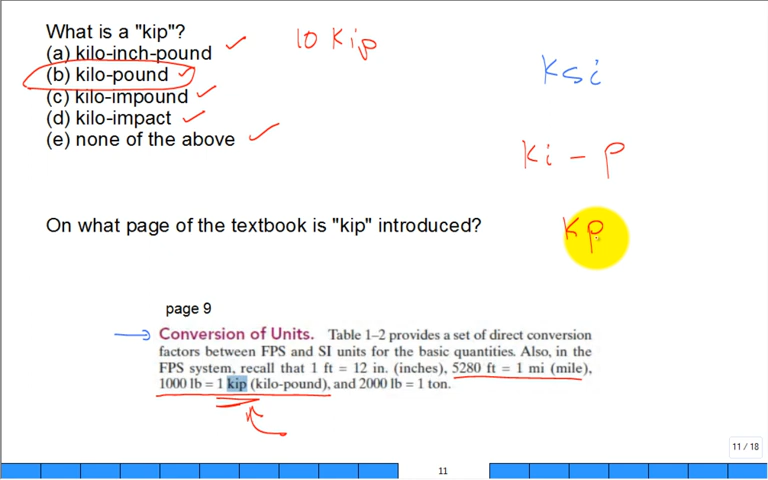 What is a "kip"?
(a) kilo-inch-pound
10 Kip
(b) kilo-pound
ksi
(c) kilo-impound
(d) kilo-impact
(e) none of the above
Ki - p
On what page of the textbook is "kip" introduced?
KP
page 9
Conversion of Units. Table 1–2 provides a set of direct conversion
factors between FPS and SI units for the basic quantities. Also, in the
FPS system, recall that 1 ft = 12 in. (inches), 5280 ft = 1 mi (mile),
1000 lb = 1 kip (kilo-pound), and 2000 lb = 1 ton.
11 / 18
11